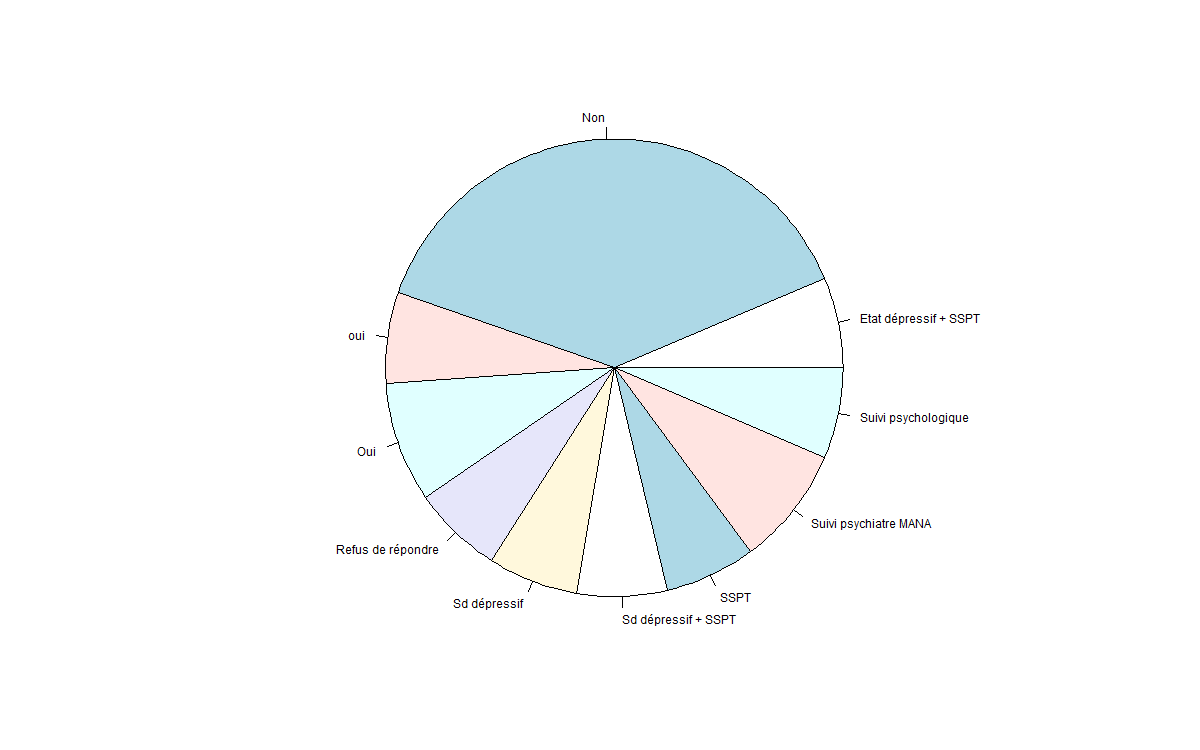 Non
Etat dépressif + SSPT
oui
Suivi psychologique
Oui
Suivi psychiatre MANA
Refus de répondre
SSPT
Sd dépressif
Sd dépressif + SSPT